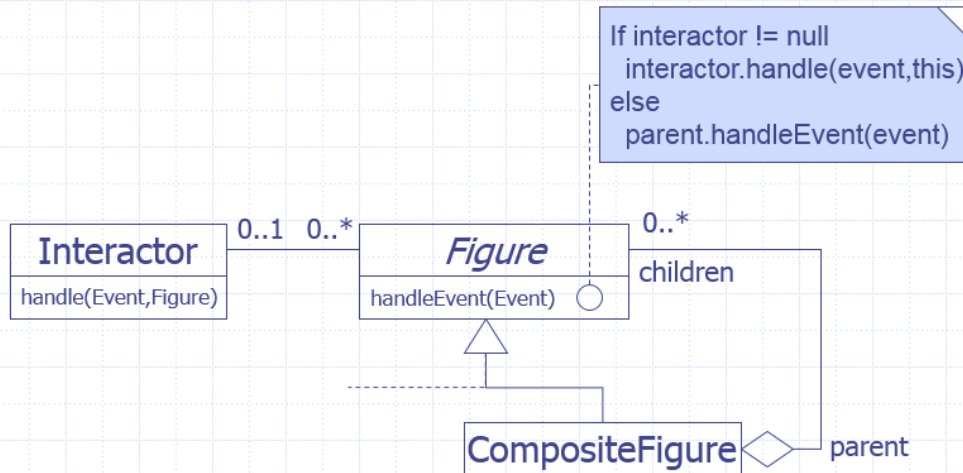 If interactor != null
interactor.handle(event,this)
else
parent.handleEvent(event)
0..1 0..*
0..*
Interactor
Figure
children
handle(Event,Figure)
handleEvent(Event)
CompositeFigure
parent